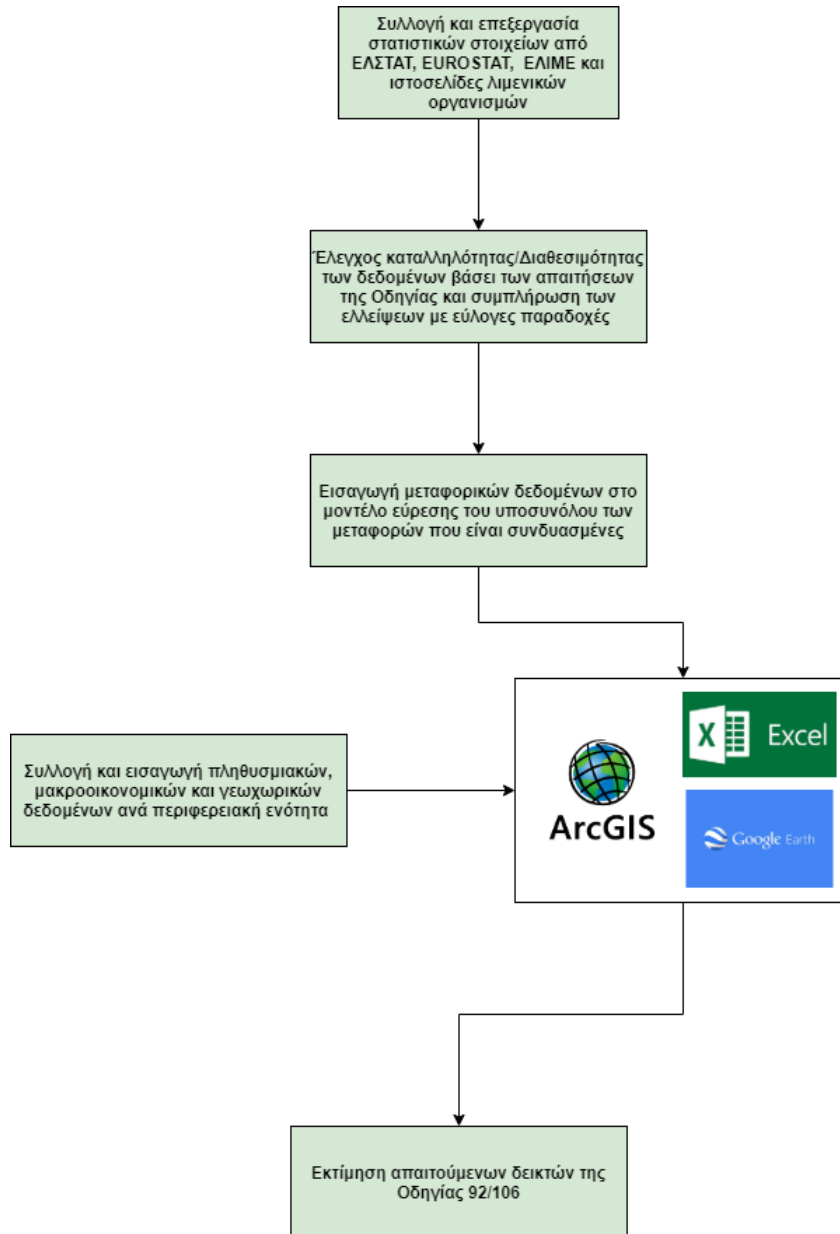 Συλλογή και επεξεργασία
στατιστικών στοιχείων από
ΕΛΣΤΑΤ, EUROSTAT, ΕΛΙΜΕ και
ιστοσελίδες λιμενικών
οργανισμών
Έλεγχος καταλληλότητας/Διαθεσιμότητας
των δεδομένων βάσει των απαιτήσεων
της Οδηγίας και συμπλήρωση των
ελλείψεων με εύλογες παραδοχές
Εισαγωγή μεταφορικών δεδομένων στο
μοντέλο εύρεσης του υποσυνόλου των
μεταφορών που είναι συνδυασμένες
Συλλογή και εισαγωγή πληθυσμιακών,
μακροοικονομικών και γεωχωρικών
δεδομένων ανά περιφερειακή ενότητα
ArcGIS
X Excel
Google Earth
Εκτίμηση απαιτούμενων δεικτών της
Οδηγίας 92/106